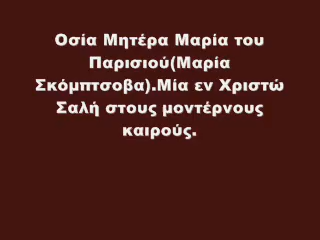 Οσία Μητέρα Μαρία του
Παρισιού(Μαρία
Σκόμπτσοβα).Μία εν Χριστώ
Σαλή στους μοντέρνους
καιρούς.